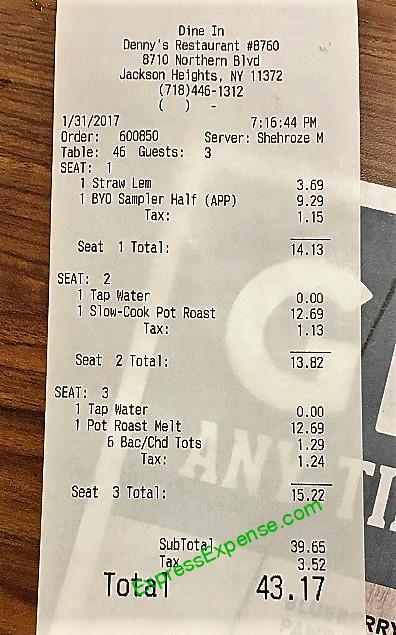 Dine In
Denny's Restaurant #8760
8710 Northern Blvd
Jackson Heights, NY 11372
(718)446-1312
( ) -
1/31/2017 7:16:44 PM
Order: 600850 Server: Shehroze M
Table: 46 Guests: 3
SEAT: 1
1 Straw Lem 3.69
1 BYO Sampler Half (APP) 9.29
Tax: 1.15
Seat 1 Total: 14.13
SEAT: 2
1 Tap Water 0.00
1 Slow-Cook Pot Roast 12.69
Tax: 1.13
Seat 2 Total: 13.82
SEAT: 3
1 Tap Water 0.00
1 Pot Roast Melt 12.69
6 Bac/Chd Tots 1.29
Tax: 1.24
Seat 3 Total: 15.22
SubTotal 39.65
Tax 3.52
Total 43.17
ExpressExpense.com
G
ANY TI
RRY